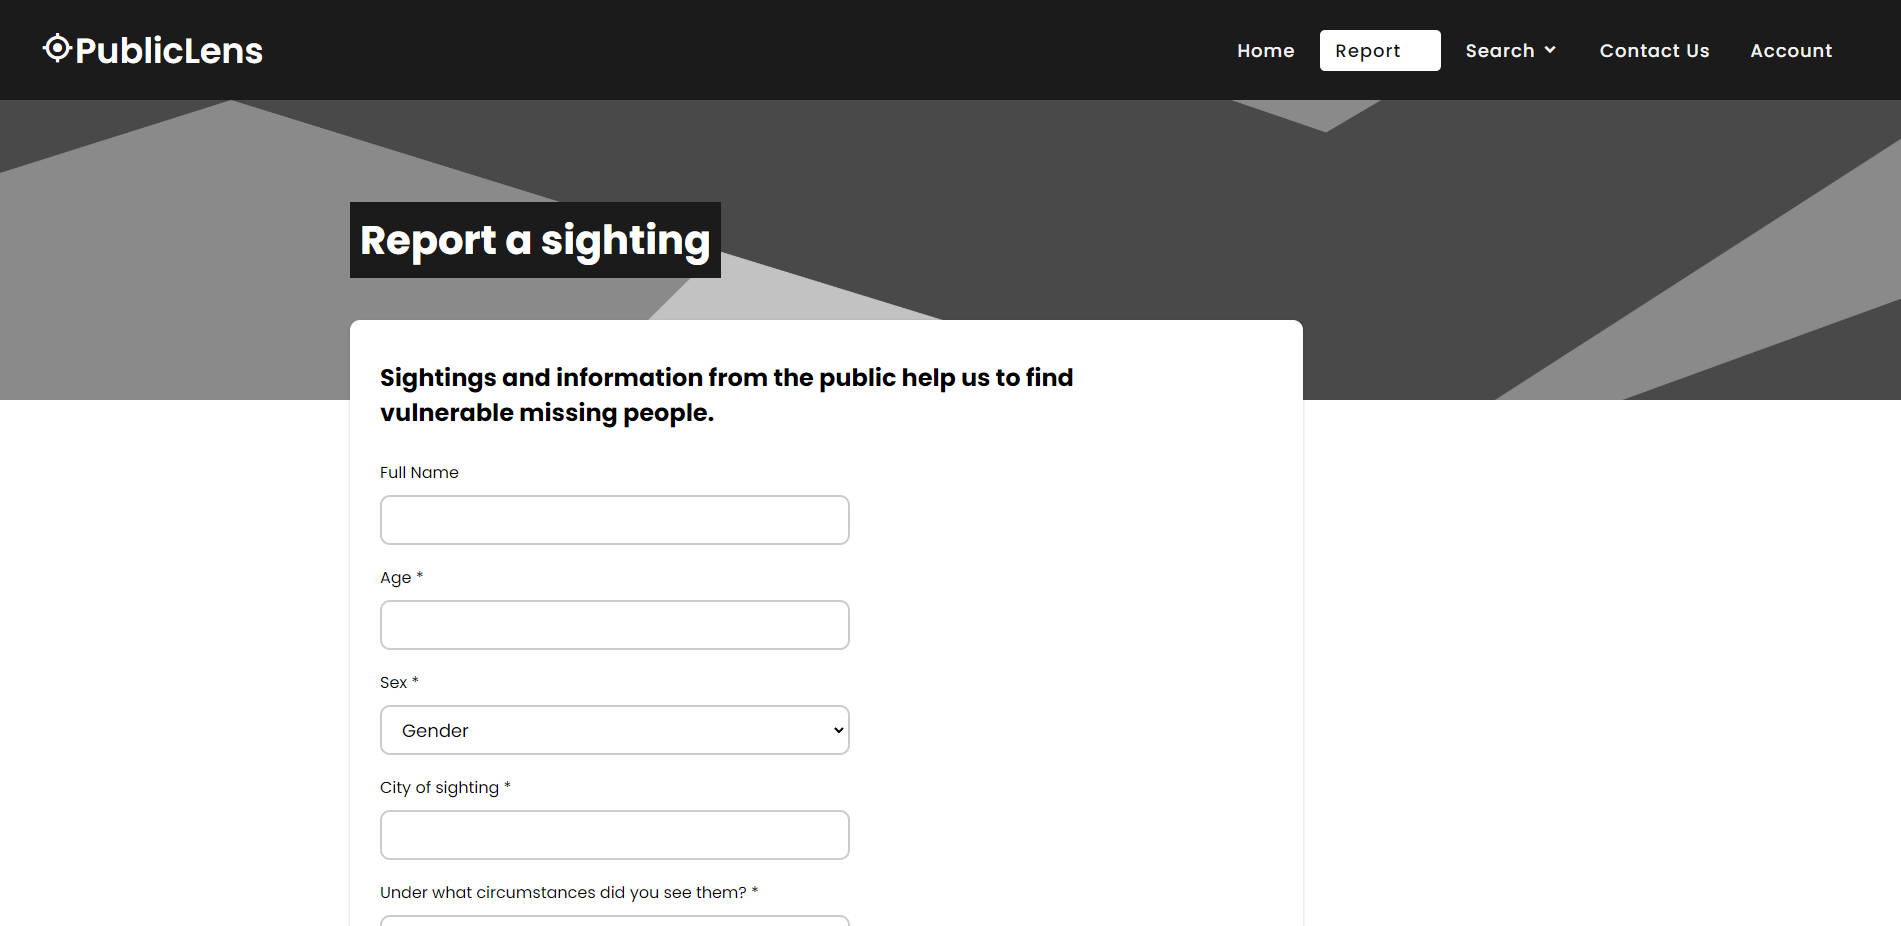 PublicLens
Home
Report
Search
Contact Us
Account
Report a sighting
Sightings and information from the public help us to find
vulnerable missing people.
Full Name
Age *
Sex *
Gender
City of sighting *
Under what circumstances did you see them? *